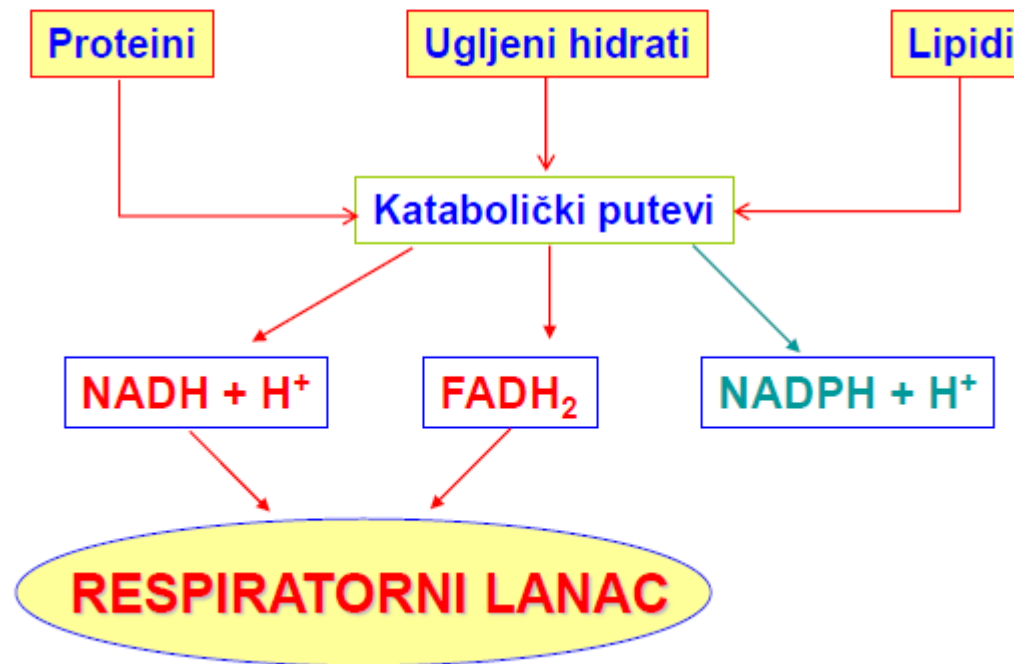 Proteini
Ugljeni hidrati
Lipidi
Katabolički putevi
NADH + H⁺
FADH₂
NADPH + H⁺
RESPIRATORNI LANAC